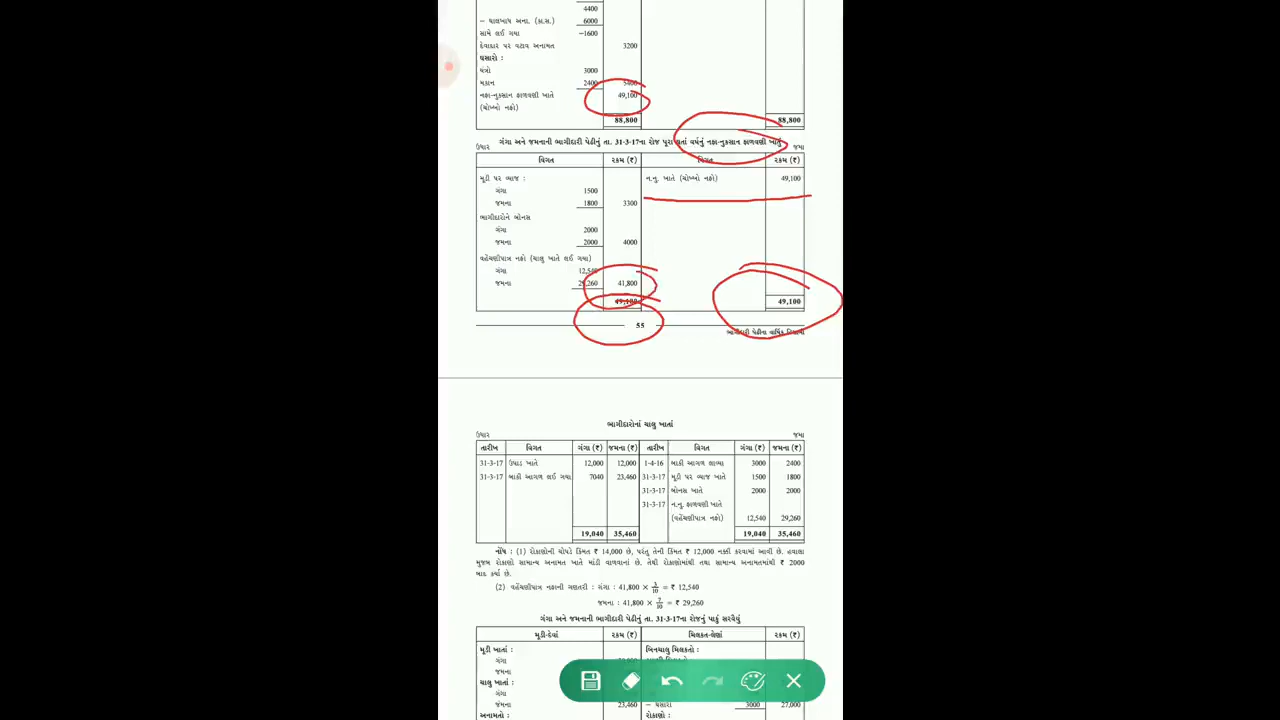 4400
– ઘાલખાધ અના. (કા.સ.) 6000
સામે લઈ ગયા –1600
દેવાદાર પર વટાવ અનામત 3200
ઘસારો :
યંત્રો 3000
મકાન 2400 5400
નફા-નુકસાન ફાળવણી ખાતે 49,100
(ચોખ્ખો નફો)
88,800 88,800
ગંગા અને જમનાની ભાગીદારી પેઢીનું તા. 31-3-17ના રોજ પૂરા થતાં વર્ષનું નફા-નુકસાન ફાળવણી ખાતું
ઉધાર જમા
વિગત રકમ (₹) વિગત રકમ (₹)
મૂડી પર વ્યાજ : ન.નુ. ખાતે (ચોખ્ખો નફો) 49,100
ગંગા 1500
જમના 1800 3300
ભાગીદારોને બોનસ
ગંગા 2000
જમના 2000 4000
વહેંચણીપાત્ર નફો (ચાલુ ખાતે લઈ ગયા)
ગંગા 12,540
જમના 29,260 41,800
49,100 49,100
55
ભાગીદારી પેઢીના વાર્ષિક હિસાબો
ભાગીદારોનાં ચાલુ ખાતાં
ઉધાર જમા
તારીખ વિગત ગંગા (₹) જમના (₹) તારીખ વિગત ગંગા (₹) જમના (₹)
31-3-17 ઉપાડ ખાતે 12,000 12,000 1-4-16 બાકી આગળ લાવ્યા 3000 2400
31-3-17 બાકી આગળ લઈ ગયા 7040 23,460 31-3-17 મૂડી પર વ્યાજ ખાતે 1500 1800
31-3-17 બોનસ ખાતે 2000 2000
31-3-17 ન.નુ. ફાળવણી ખાતે
(વહેંચણીપાત્ર નફો) 12,540 29,260
19,040 35,460 19,040 35,460
નોંધ : (1) રોકાણોની ચોપડે કિંમત ₹ 14,000 છે, પરંતુ તેની કિંમત ₹ 12,000 નક્કી કરવામાં આવી છે. હવાલા
મુજબ રોકાણો સામાન્ય અનામત ખાતે માંડી વાળવાનાં છે. તેથી રોકાણોમાંથી તથા સામાન્ય અનામતમાંથી ₹ 2000
બાદ કર્યા છે.
(2) વહેંચણીપાત્ર નફાની ગણતરી : ગંગા : 41,800 × 3/10 = ₹ 12,540
જમના : 41,800 × 7/10 = ₹ 29,260
ગંગા અને જમનાની ભાગીદારી પેઢીનું તા. 31-3-17ના રોજનું પાકું સરવૈયું
મૂડી-દેવાં રકમ (₹) મિલકત-લેણાં રકમ (₹)
મૂડી ખાતાં : બિનચાલુ મિલકતો :
ગંગા
જમના
ચાલુ ખાતાં :
ગંગા
23,460 – ઘસારો 3000 27,000
અનામતો : રોકાણો :